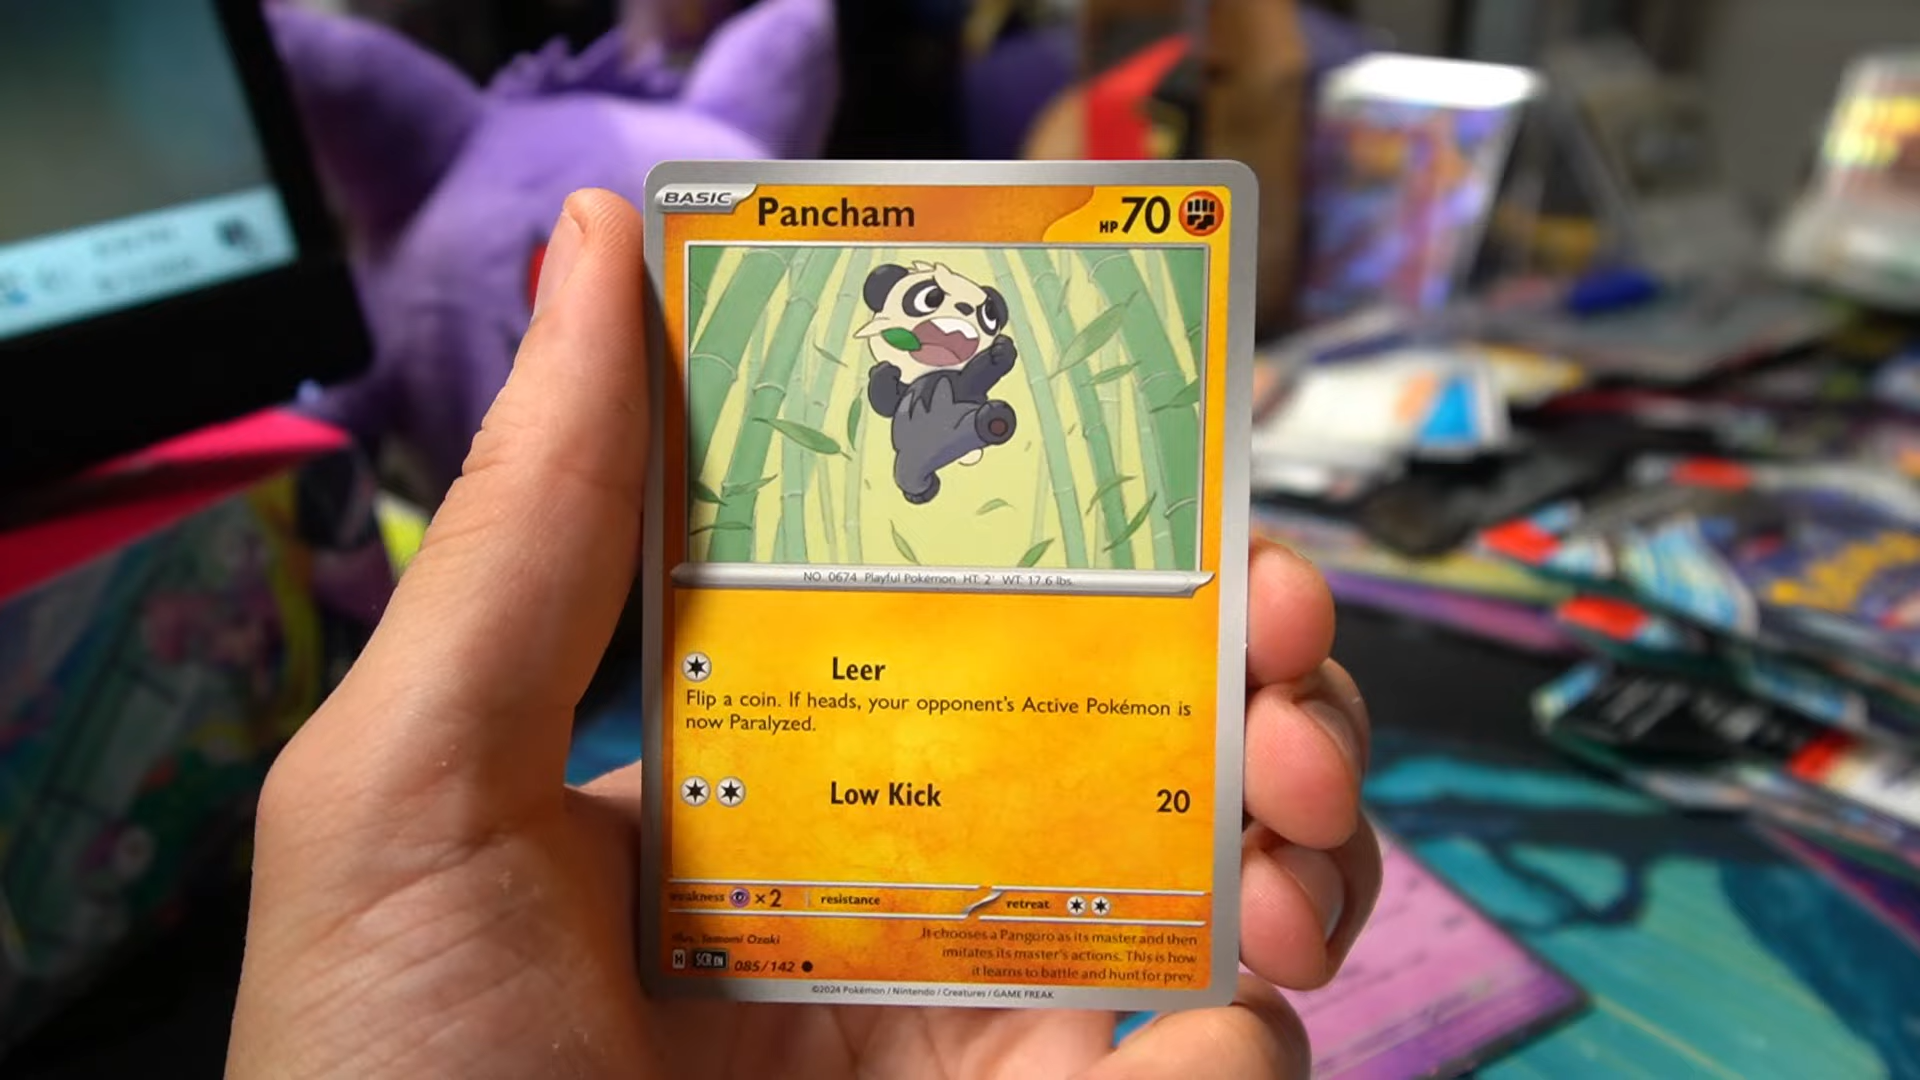 BASIC
Pancham
HP 70
NO. 0674 Playful Pokémon HT: 2' WT: 17.6 lbs.
Leer
Flip a coin. If heads, your opponent's Active Pokémon is
now Paralyzed.
Low Kick 20
weakness ×2 resistance retreat
Illus. Tomomi Ozaki
It chooses a Pangoro as its master and then
imitates its master's actions. This is how
it learns to battle and hunt for prey.
H SCR EN 085/142
©2024 Pokémon / Nintendo / Creatures / GAME FREAK